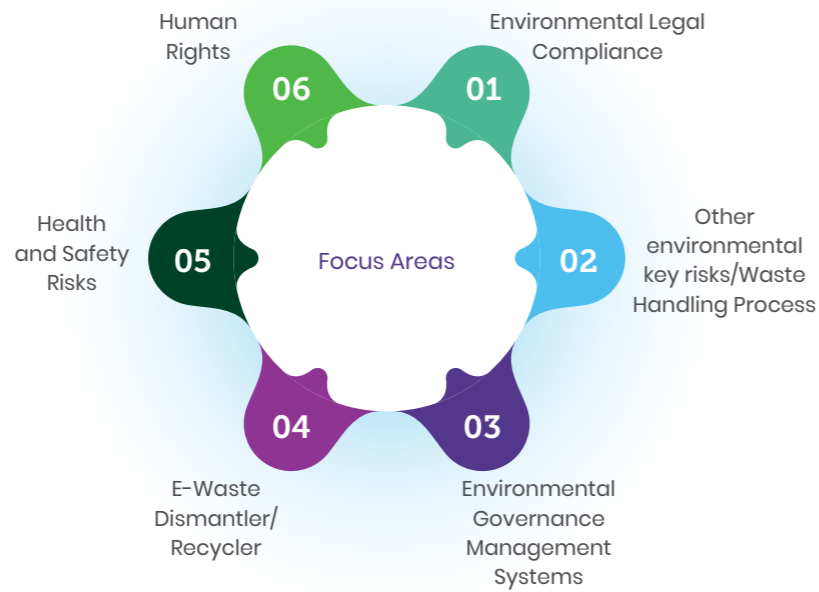 Human
Rights
06
Environmental Legal
Compliance
01
Health
and Safety
Risks
05
Focus Areas
02
Other
environmental
key risks/Waste
Handling Process
04
E-Waste
Dismantler/
Recycler
03
Environmental
Governance
Management
Systems